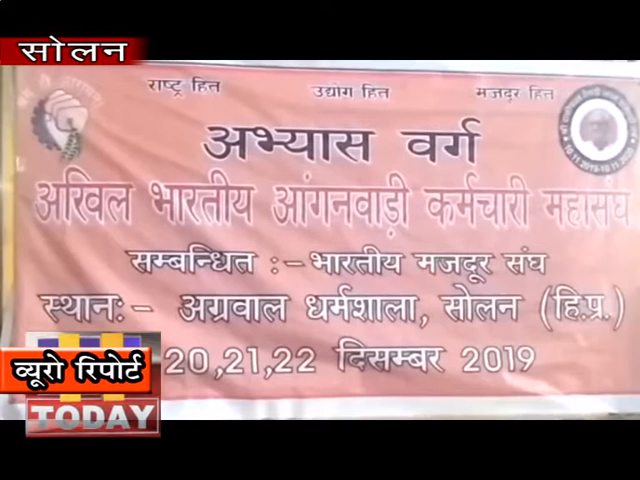 सोलन
राष्ट्र हित उद्योग हित मजदूर हित
अभ्यास वर्ग
अखिल भारतीय आंगनवाड़ी कर्मचारी महासंघ
सम्बन्धित :- भारतीय मजदूर संघ
स्थान:- अग्रवाल धर्मशाला, सोलन (हि.प्र.)
20,21,22 दिसम्बर 2019
व्यूरो रिपोर्ट
TODAY